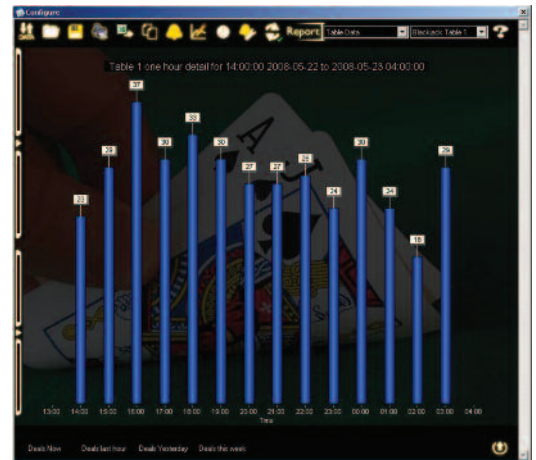 Configure
DATA
Report
Table Data
Blackjack Table 1
?
Table 1 one hour detail for 14:00:00 2008-05-22 to 2008-05-23 04:00:00
23 29 37 30 33 30 27 27 28 24 30 24 18 29
13:00 14:00 15:00 16:00 17:00 18:00 19:00 20:00 21:00 22:00 23:00 00:00 01:00 02:00 03:00 04:00
Time
Deals Now Deals last hour Deals Yesterday Deals this week